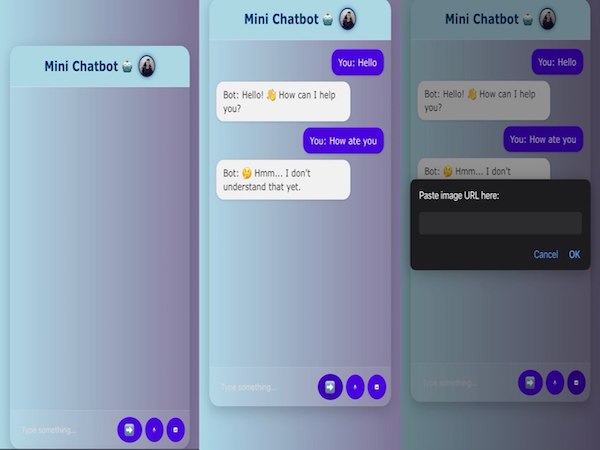 Mini Chatbot 🤖
Type something...
Mini Chatbot 🤖
You: Hello
Bot: Hello! 👋 How can I help
you?
You: How ate you
Bot: 🤔 Hmm... I don't
understand that yet.
Type something...
Mini Chatbot 🤖
You: Hello
Bot: Hello! 👋 How can I help
you?
You: How ate you
Bot: 🤔 Hmm... I don't
Paste image URL here:
Cancel OK
Type something...